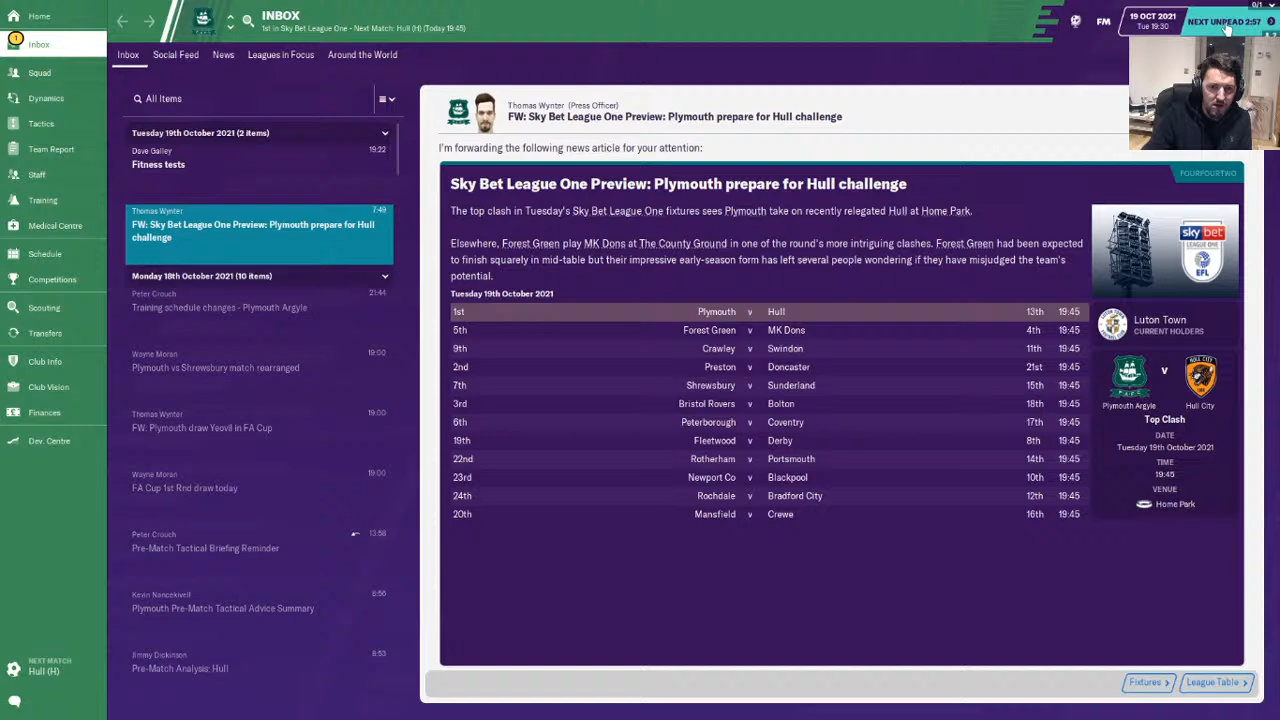 Home
INBOX
1st in Sky Bet League One - Next Match: Hull (H) (Today 19:45)
FM
19 OCT 2021
Tue 19:30
NEXT UNREAD 2:57
0/1
1
Inbox
Squad
Dynamics
Tactics
Team Report
Staff
Training
Medical Centre
Schedule
Competitions
Scouting
Transfers
Club Info
Club Vision
Finances
Dev. Centre
NEXT MATCH
Hull (H)
Inbox
Social Feed
News
Leagues in Focus
Around the World
All Items
Tuesday 19th October 2021 (2 items)
Dave Galley 19:22
Fitness tests
Thomas Wynter 7:49
FW: Sky Bet League One Preview: Plymouth prepare for Hull
challenge
Monday 18th October 2021 (10 items)
Peter Crouch 21:44
Training schedule changes - Plymouth Argyle
Wayne Moran 19:00
Plymouth vs Shrewsbury match rearranged
Thomas Wynter 19:00
FW: Plymouth draw Yeovil in FA Cup
Wayne Moran 19:00
FA Cup 1st Rnd draw today
Peter Crouch 13:58
Pre-Match Tactical Briefing Reminder
Kevin Nancekivell 8:56
Plymouth Pre-Match Tactical Advice Summary
Jimmy Dickinson 8:53
Pre-Match Analysis: Hull
Thomas Wynter (Press Officer)
FW: Sky Bet League One Preview: Plymouth prepare for Hull challenge
I'm forwarding the following news article for your attention:
FOURFOURTWO
Sky Bet League One Preview: Plymouth prepare for Hull challenge
The top clash in Tuesday's Sky Bet League One fixtures sees Plymouth take on recently relegated Hull at Home Park.
Elsewhere, Forest Green play MK Dons at The County Ground in one of the round's more intriguing clashes. Forest Green had been expected
to finish squarely in mid-table but their impressive early-season form has left several people wondering if they have misjudged the team's
potential.
Tuesday 19th October 2021
1st Plymouth v Hull 13th 19:45
5th Forest Green v MK Dons 4th 19:45
9th Crawley v Swindon 11th 19:45
2nd Preston v Doncaster 21st 19:45
7th Shrewsbury v Sunderland 15th 19:45
3rd Bristol Rovers v Bolton 18th 19:45
6th Peterborough v Coventry 17th 19:45
19th Fleetwood v Derby 8th 19:45
22nd Rotherham v Portsmouth 14th 19:45
23rd Newport Co v Blackpool 10th 19:45
24th Rochdale v Bradford City 12th 19:45
20th Mansfield v Crewe 16th 19:45
sky bet
LEAGUE ONE
EFL
Luton Town
CURRENT HOLDERS
v
Plymouth Argyle
Hull City
Top Clash
DATE
Tuesday 19th October 2021
TIME
19:45
VENUE
Home Park
Fixtures
League Table